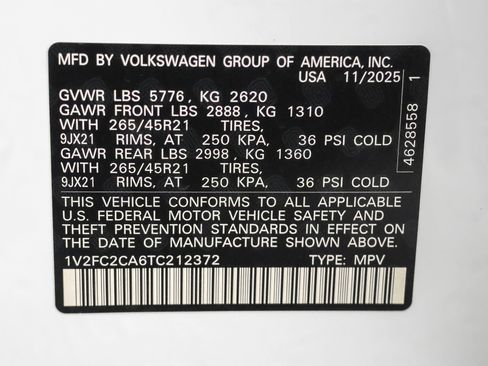 MFD BY VOLKSWAGEN GROUP OF AMERICA, INC.
USA 11/2025
GVWR LBS 5776, KG 2620
GAWR FRONT LBS 2888, KG 1310
WITH 265/45R21 TIRES,
9JX21 RIMS, AT 250 KPA, 36 PSI COLD
GAWR REAR LBS 2998, KG 1360
WITH 265/45R21 TIRES,
9JX21 RIMS, AT 250 KPA, 36 PSI COLD
THIS VEHICLE CONFORMS TO ALL APPLICABLE
U.S. FEDERAL MOTOR VEHICLE SAFETY AND
THEFT PREVENTION STANDARDS IN EFFECT ON
THE DATE OF MANUFACTURE SHOWN ABOVE.
1V2FC2CA6TC212372 TYPE: MPV
4628558 1